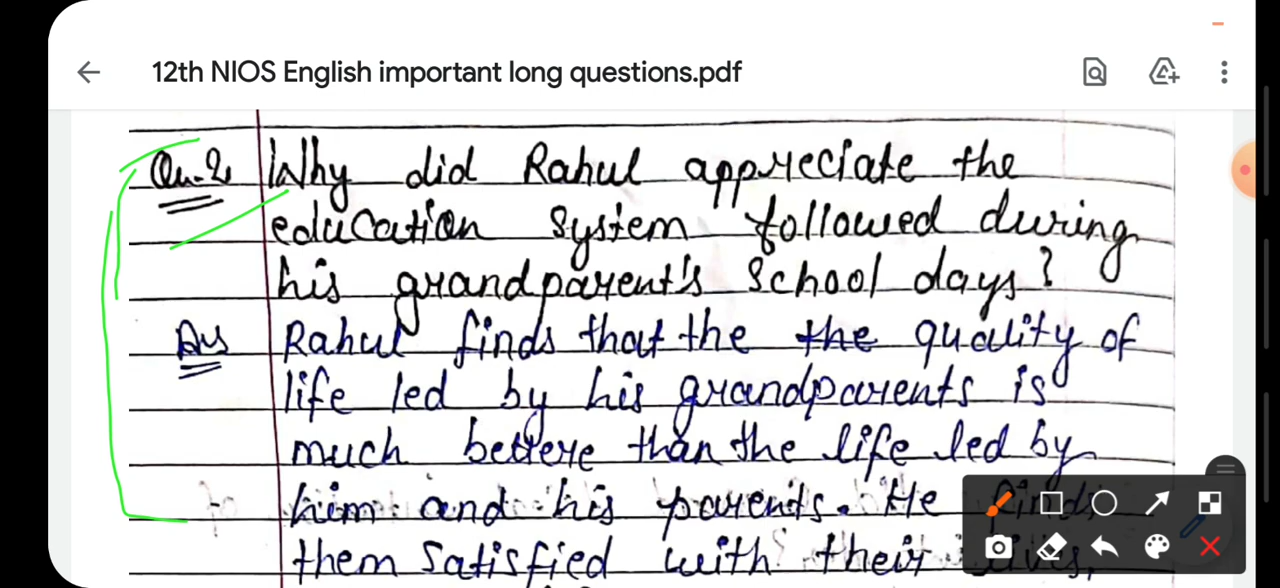 12th NIOS English important long questions.pdf
Qu.2 Why did Rahul appreciate the
education system followed during
his grandparent's School days?
Ans Rahul finds that the the quality of
life led by his grandparents is
much bettere than the life led by
him and his parents. He finds
them satisfied with their lives,